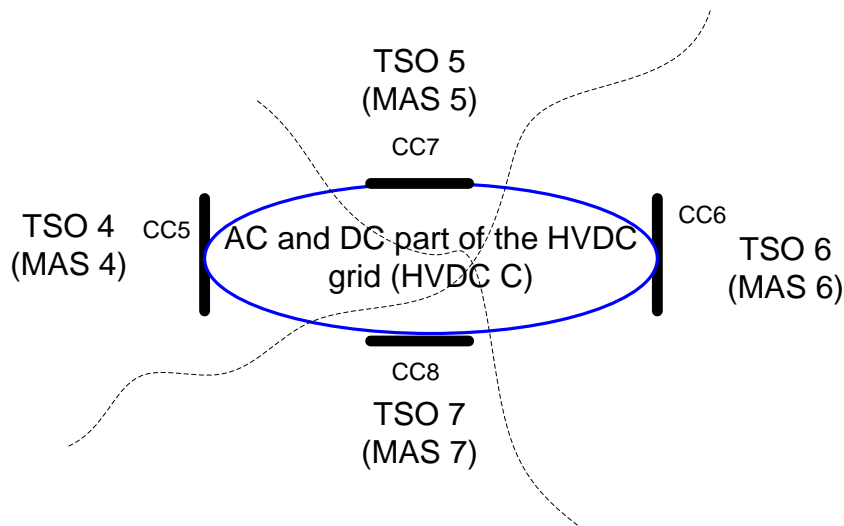 TSO 5
(MAS 5)
CC7
TSO 4
(MAS 4)
CC5
AC and DC part of the HVDC
grid (HVDC C)
CC6
TSO 6
(MAS 6)
CC8
TSO 7
(MAS 7)